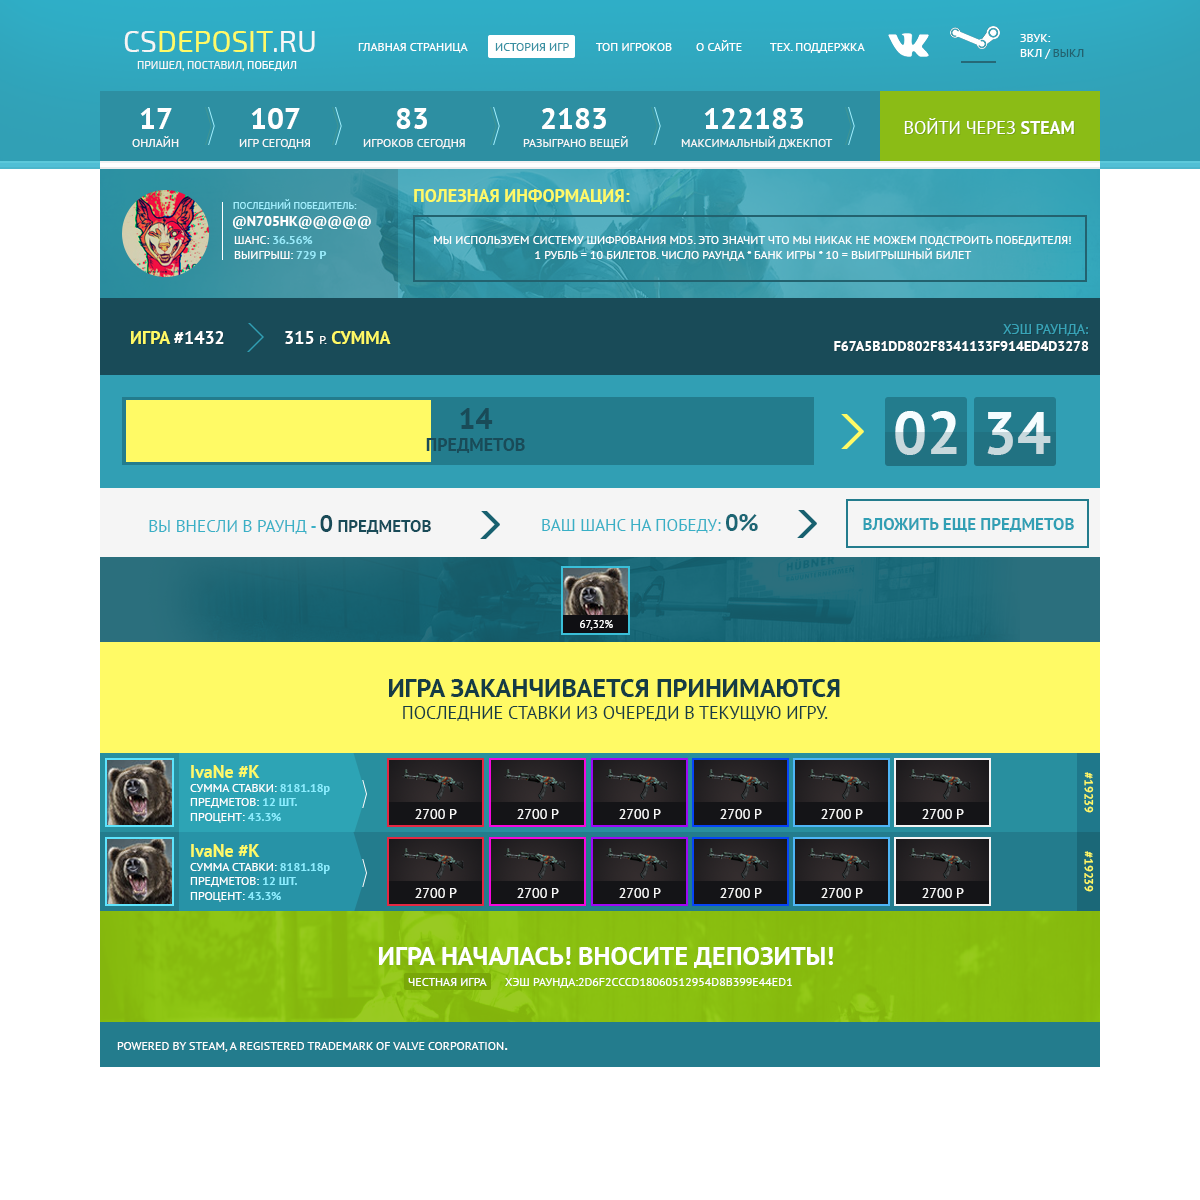 CSDEPOSIT.RU
ПРИШЕЛ, ПОСТАВИЛ, ПОБЕДИЛ
ГЛАВНАЯ СТРАНИЦА
ИСТОРИЯ ИГР
ТОП ИГРОКОВ
О САЙТЕ
ТЕХ. ПОДДЕРЖКА
ЗВУК:
ВКЛ / ВЫКЛ
17
ОНЛАЙН
107
ИГР СЕГОДНЯ
83
ИГРОКОВ СЕГОДНЯ
2183
РАЗЫГРАНО ВЕЩЕЙ
122183
МАКСИМАЛЬНЫЙ ДЖЕКПОТ
ВОЙТИ ЧЕРЕЗ STEAM
ПОСЛЕДНИЙ ПОБЕДИТЕЛЬ:
@N705HK@@@@@
ШАНС: 36.56%
ВЫИГРЫШ: 729 Р
ПОЛЕЗНАЯ ИНФОРМАЦИЯ:
МЫ ИСПОЛЬЗУЕМ СИСТЕМУ ШИФРОВАНИЯ MD5. ЭТО ЗНАЧИТ ЧТО МЫ НИКАК НЕ МОЖЕМ ПОДСТРОИТЬ ПОБЕДИТЕЛЯ!
1 РУБЛЬ = 10 БИЛЕТОВ. ЧИСЛО РАУНДА * БАНК ИГРЫ * 10 = ВЫИГРЫШНЫЙ БИЛЕТ
ИГРА #1432
315 Р. СУММА
ХЭШ РАУНДА:
F67A5B1DD802F8341133F914ED4D3278
14
ПРЕДМЕТОВ
02 34
ВЫ ВНЕСЛИ В РАУНД - 0 ПРЕДМЕТОВ
ВАШ ШАНС НА ПОБЕДУ: 0%
ВЛОЖИТЬ ЕЩЕ ПРЕДМЕТОВ
HÜBNER
67,32%
ИГРА ЗАКАНЧИВАЕТСЯ ПРИНИМАЮТСЯ
ПОСЛЕДНИЕ СТАВКИ ИЗ ОЧЕРЕДИ В ТЕКУЩУЮ ИГРУ.
IvaNe #K
СУММА СТАВКИ: 8181.18р
ПРЕДМЕТОВ: 12 ШТ.
ПРОЦЕНТ: 43.3%
2700 Р
2700 Р
2700 Р
2700 Р
2700 Р
2700 Р
#19239
IvaNe #K
СУММА СТАВКИ: 8181.18р
ПРЕДМЕТОВ: 12 ШТ.
ПРОЦЕНТ: 43.3%
2700 Р
2700 Р
2700 Р
2700 Р
2700 Р
2700 Р
#19239
ИГРА НАЧАЛАСЬ! ВНОСИТЕ ДЕПОЗИТЫ!
ЧЕСТНАЯ ИГРА
ХЭШ РАУНДА:2D6F2CCCD18060512954D8B399E44ED1
POWERED BY STEAM, A REGISTERED TRADEMARK OF VALVE CORPORATION.